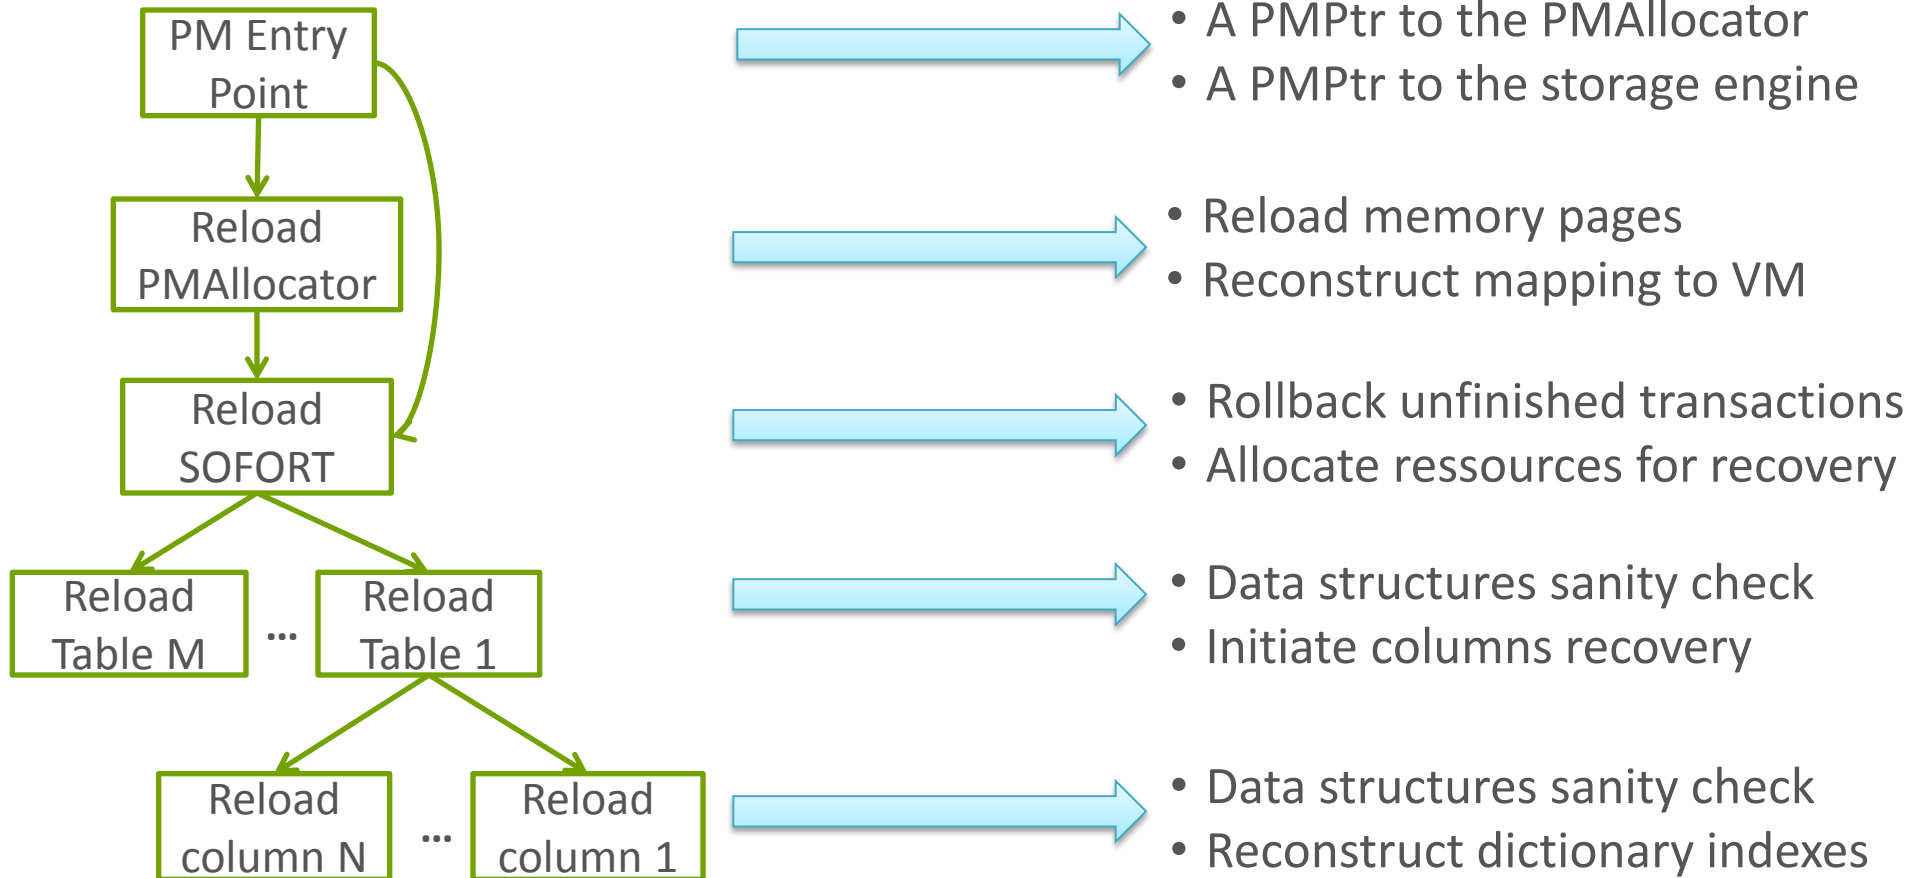 PM Entry
Point
• A PMPtr to the PMAllocator
• A PMPtr to the storage engine
Reload
PMAllocator
• Reload memory pages
• Reconstruct mapping to VM
Reload
SOFORT
• Rollback unfinished transactions
• Allocate ressources for recovery
Reload
Table M
...
Reload
Table 1
• Data structures sanity check
• Initiate columns recovery
Reload
column N
...
Reload
column 1
• Data structures sanity check
• Reconstruct dictionary indexes